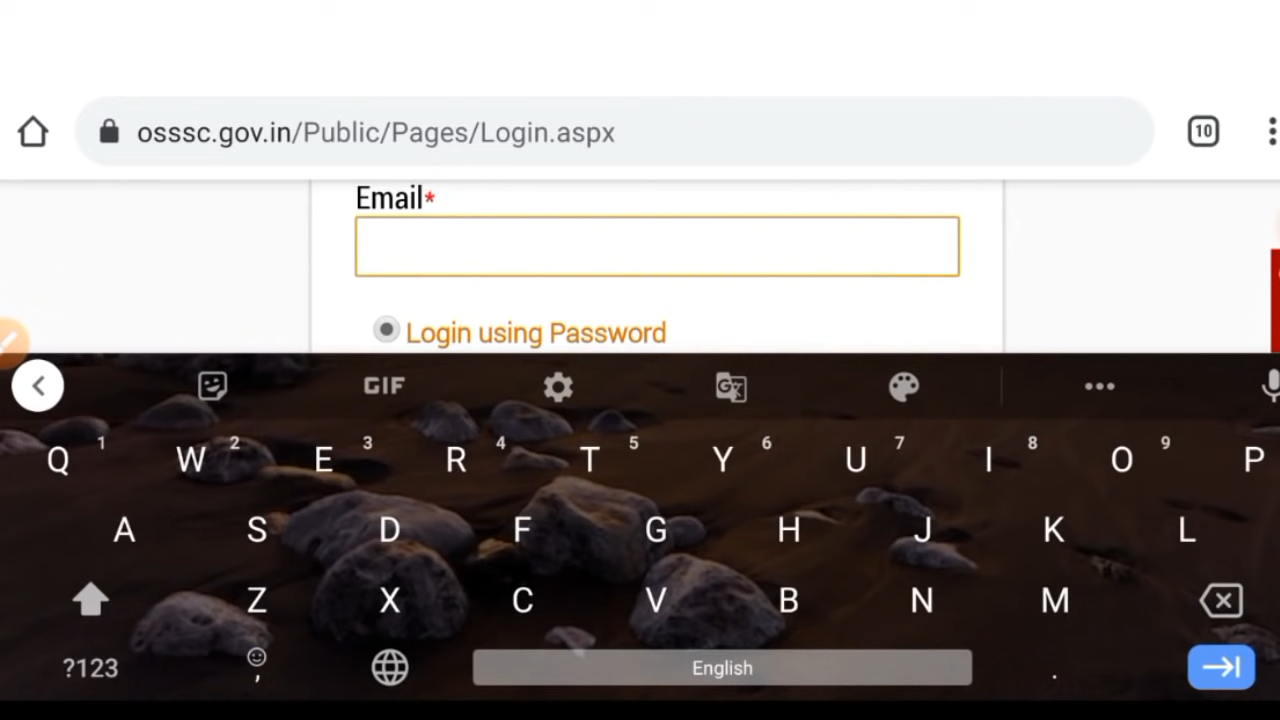 osssc.gov.in/Public/Pages/Login.aspx
10
Email*
Login using Password
GIF
Q 1 W 2 E 3 R 4 T 5 Y 6 U 7 I 8 O 9 P
A S D F G H J K L
Z X C V B N M
?123 , English .